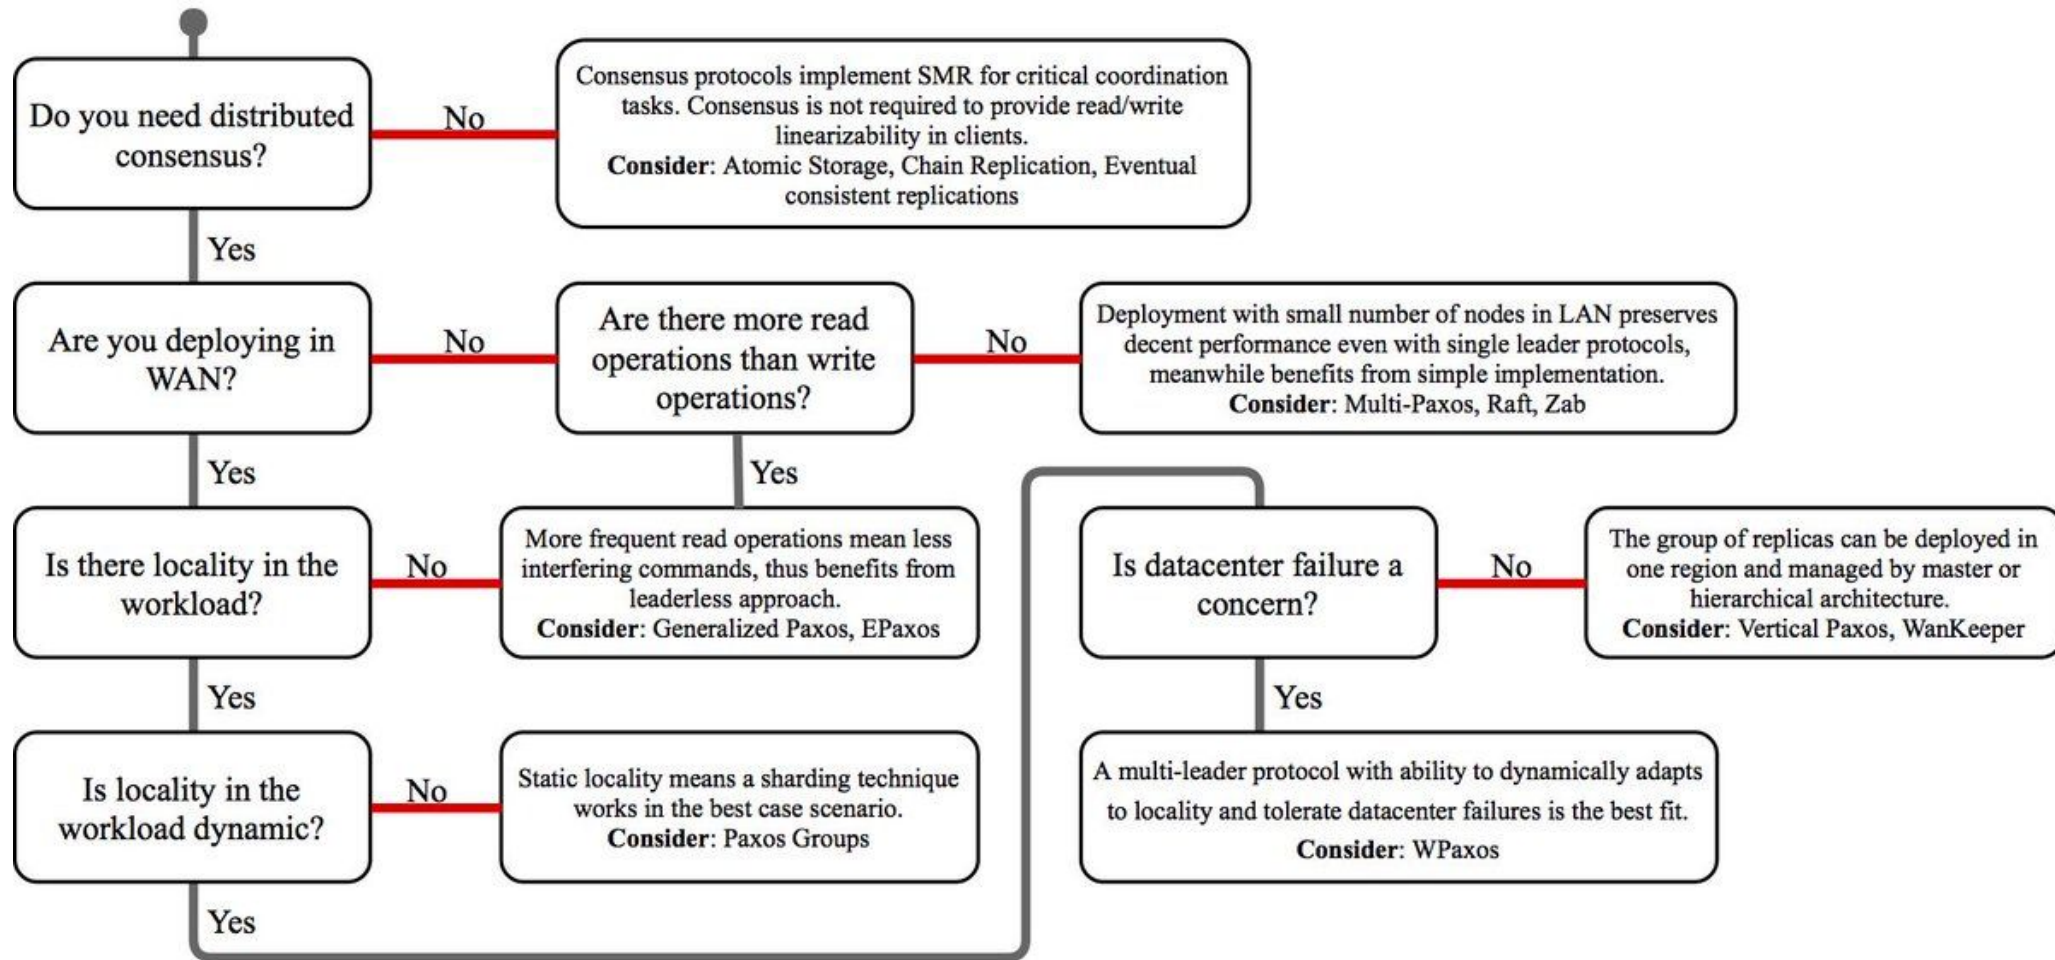 Do you need distributed
consensus?
No
Consensus protocols implement SMR for critical coordination
tasks. Consensus is not required to provide read/write
linearizability in clients.
Consider: Atomic Storage, Chain Replication, Eventual
consistent replications
Yes
Are you deploying in
WAN?
No
Are there more read
operations than write
operations?
No
Deployment with small number of nodes in LAN preserves
decent performance even with single leader protocols,
meanwhile benefits from simple implementation.
Consider: Multi-Paxos, Raft, Zab
Yes
Yes
Is there locality in the
workload?
No
More frequent read operations mean less
interfering commands, thus benefits from
leaderless approach.
Consider: Generalized Paxos, EPaxos
Is datacenter failure a
concern?
No
The group of replicas can be deployed in
one region and managed by master or
hierarchical architecture.
Consider: Vertical Paxos, WanKeeper
Yes
Yes
Is locality in the
workload dynamic?
No
Static locality means a sharding technique
works in the best case scenario.
Consider: Paxos Groups
A multi-leader protocol with ability to dynamically adapts
to locality and tolerate datacenter failures is the best fit.
Consider: WPaxos
Yes